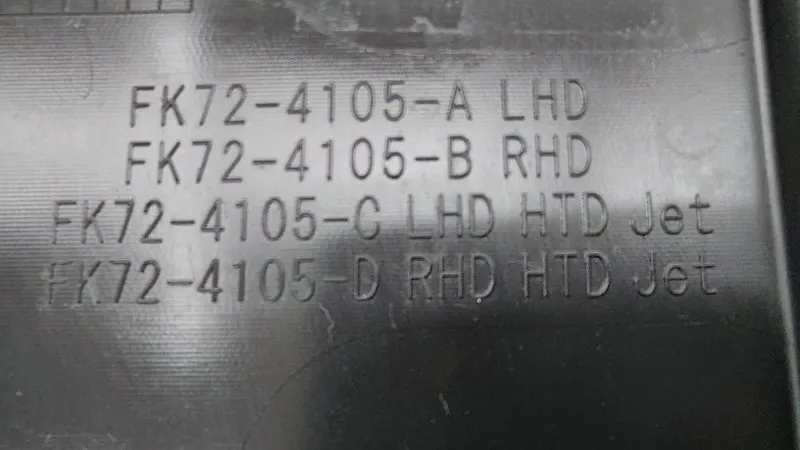 FK72-4105-A LHD
FK72-4105-B RHD
FK72-4105-C LHD HTD Jet
FK72-4105-D RHD HTD Jet